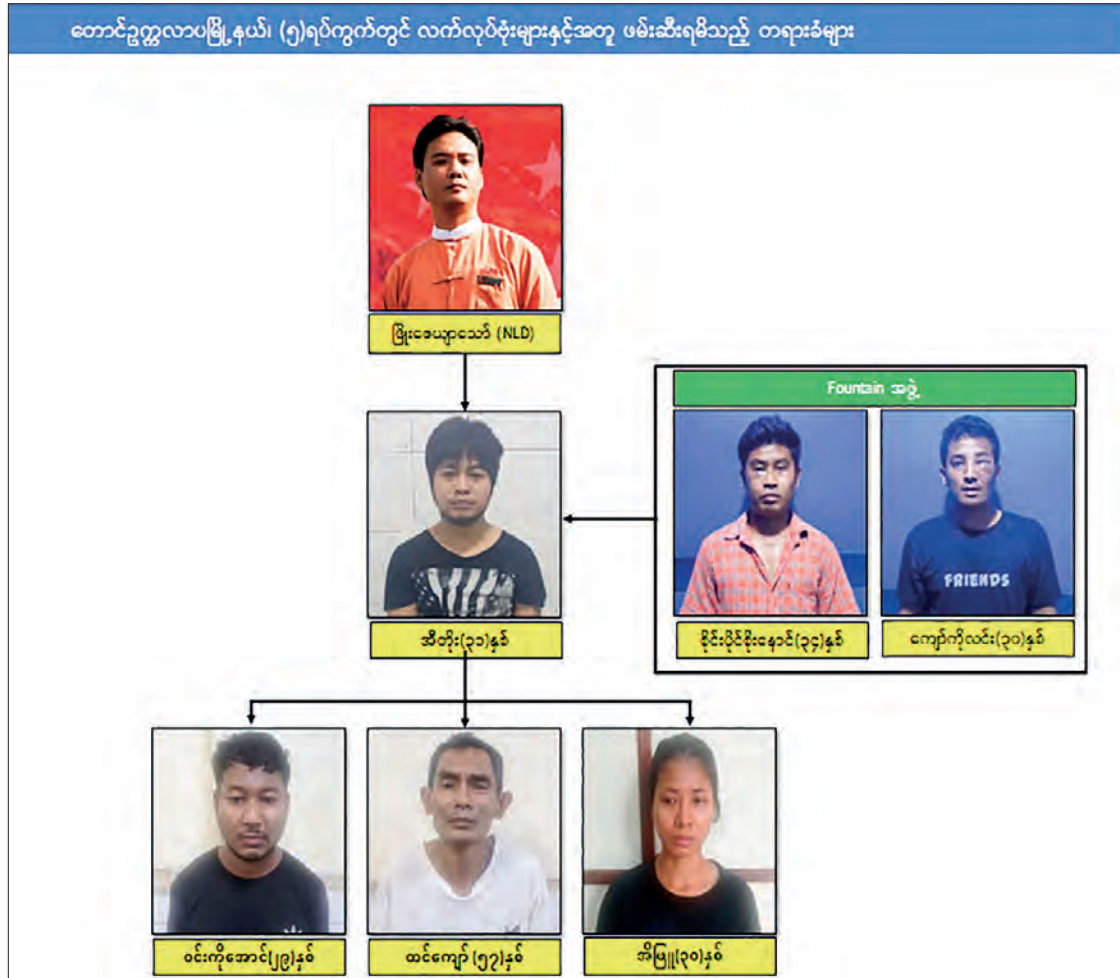 တောင်ဥက္ကလာပမြို့နယ်၊ (၅)ရပ်ကွက်တွင် လက်လုပ်ဗုံးများနှင့်အတူ ဖမ်းဆီးရမိသည့် တရားခံများ
ဖြိုးဇေယျာသော် (NLD)
Fountain အဖွဲ့
FRIENDS
အီတိုး(၃၁)နှစ်
ခိုင်းပိုင်စိုးနောင်(၃၄)နှစ်
ကျော်ကိုလင်း(၃၀)နှစ်
ဝင်းကိုအောင်(၂၉)နှစ်
ထင်ကျော် (၅၇)နှစ်
အိဖြူ(၃၀)နှစ်